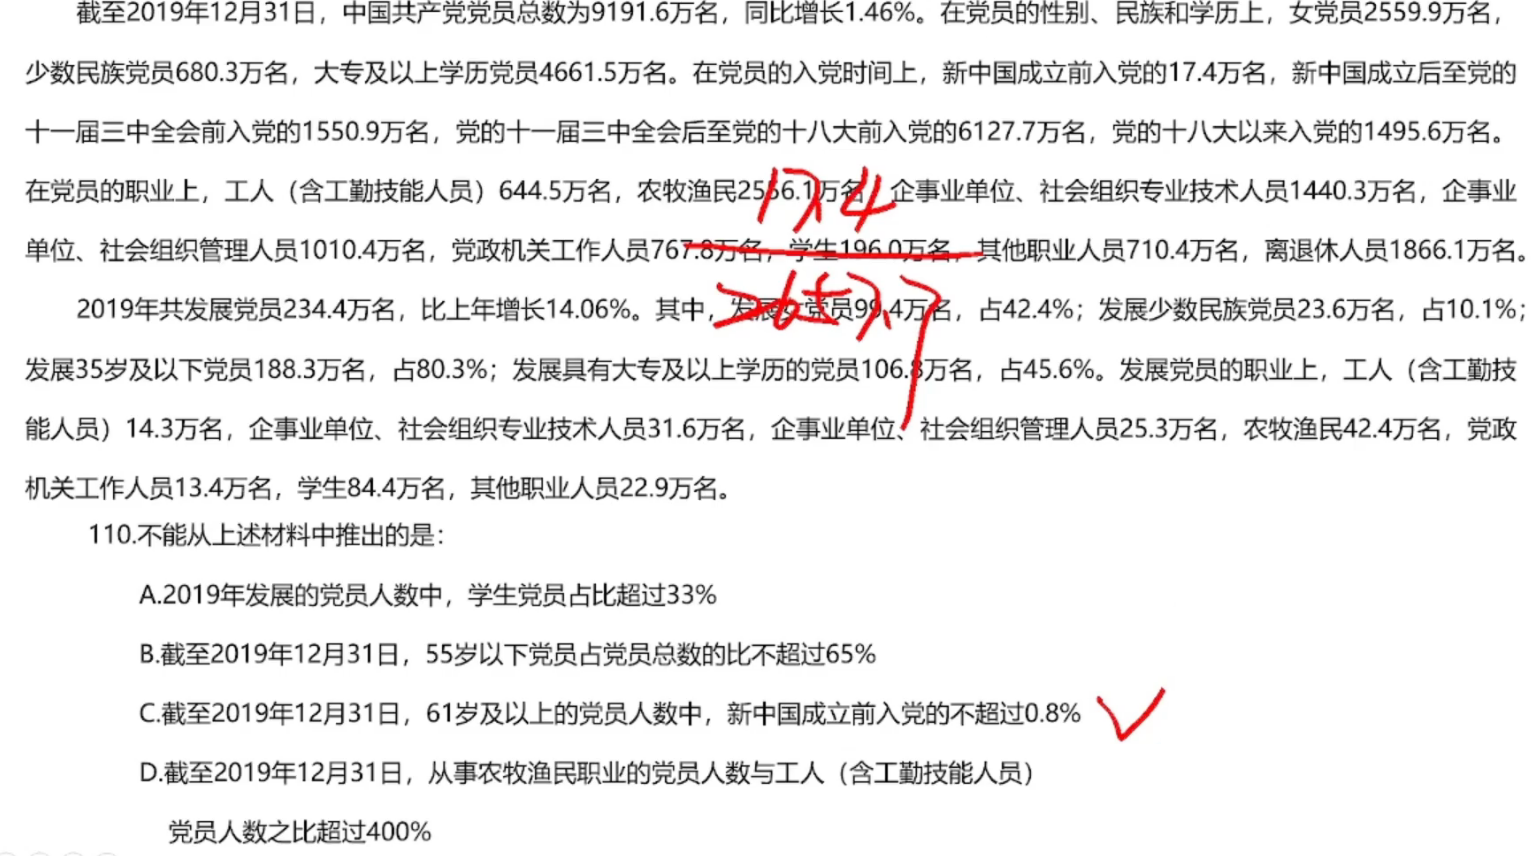 截至2019年12月31日，中国共产党党员总数为9191.6万名，同比增长1.46%。在党员的性别、民族和学历上，女党员2559.9万名，
少数民族党员680.3万名，大专及以上学历党员4661.5万名。在党员的入党时间上，新中国成立前入党的17.4万名，新中国成立后至党的
十一届三中全会前入党的1550.9万名，党的十一届三中全会后至党的十八大前入党的6127.7万名，党的十八大以来入党的1495.6万名。
在党员的职业上，工人（含工勤技能人员）644.5万名，农牧渔民2556.1万名，企事业单位、社会组织专业技术人员1440.3万名，企事业
17.4
单位、社会组织管理人员1010.4万名，党政机关工作人员767.8万名，学生196.0万名，其他职业人员710.4万名，离退休人员1866.1万名。
2657.7
2019年共发展党员234.4万名，比上年增长14.06%。其中，发展女党员99.4万名，占42.4%；发展少数民族党员23.6万名，占10.1%；
发展35岁及以下党员188.3万名，占80.3%；发展具有大专及以上学历的党员106.8万名，占45.6%。发展党员的职业上，工人（含工勤技
能人员）14.3万名，企事业单位、社会组织专业技术人员31.6万名，企事业单位、社会组织管理人员25.3万名，农牧渔民42.4万名，党政
机关工作人员13.4万名，学生84.4万名，其他职业人员22.9万名。
110.不能从上述材料中推出的是：
A.2019年发展的党员人数中，学生党员占比超过33%
B.截至2019年12月31日，55岁以下党员占党员总数的比不超过65%
C.截至2019年12月31日，61岁及以上的党员人数中，新中国成立前入党的不超过0.8%
D.截至2019年12月31日，从事农牧渔民职业的党员人数与工人（含工勤技能人员）
党员人数之比超过400%